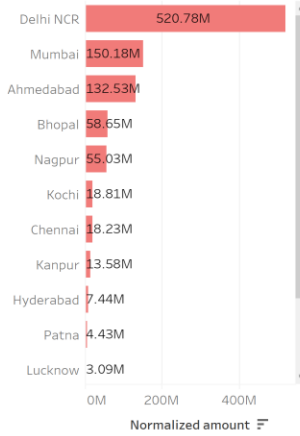 Delhi NCR 520.78M
Mumbai 150.18M
Ahmedabad 132.53M
Bhopal 58.65M
Nagpur 55.03M
Kochi 18.81M
Chennai 18.23M
Kanpur 13.58M
Hyderabad 7.44M
Patna 4.43M
Lucknow 3.09M
0M 200M 400M
Normalized amount